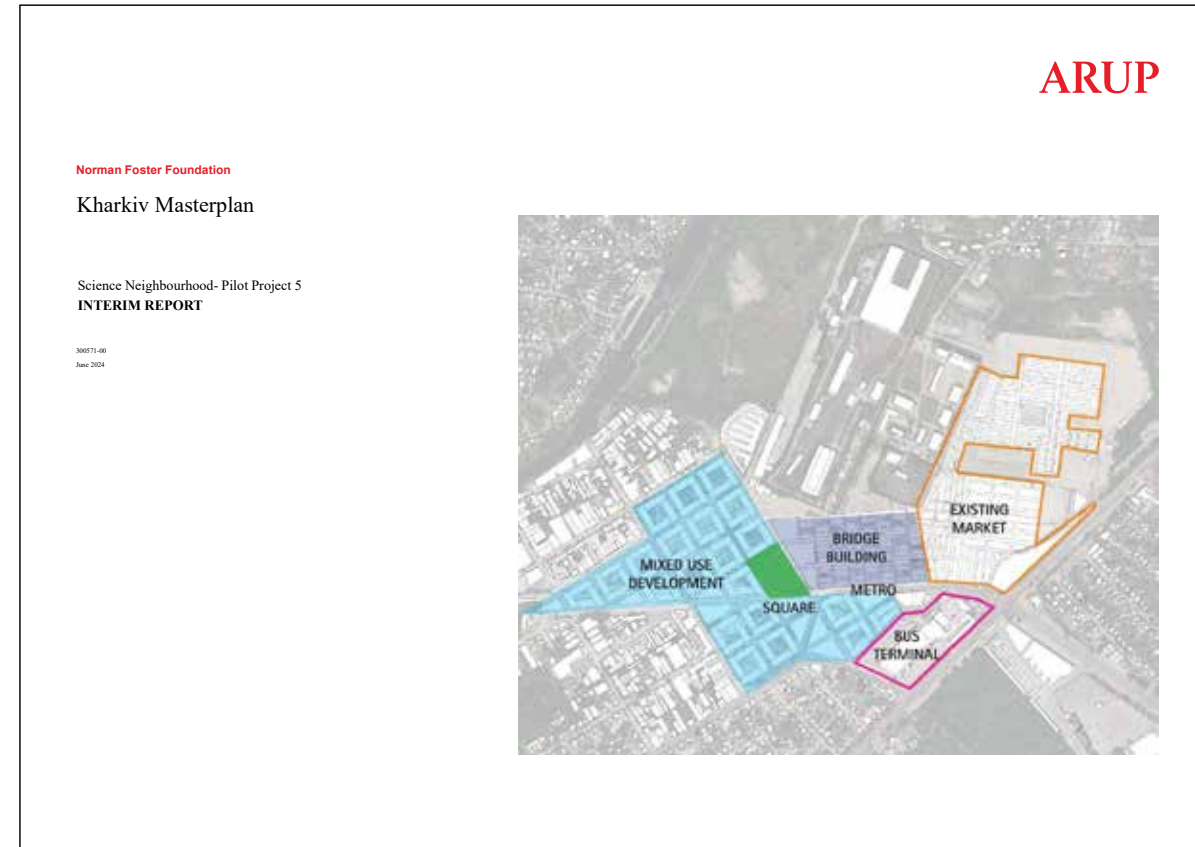 ARUP
Norman Foster Foundation
Kharkiv Masterplan
Science Neighbourhood- Pilot Project 5
INTERIM REPORT
300571-00
June 2024
EXISTING
MARKET
BRIDGE
BUILDING
MIXED USE
DEVELOPMENT
METRO
SQUARE
BUS
TERMINAL